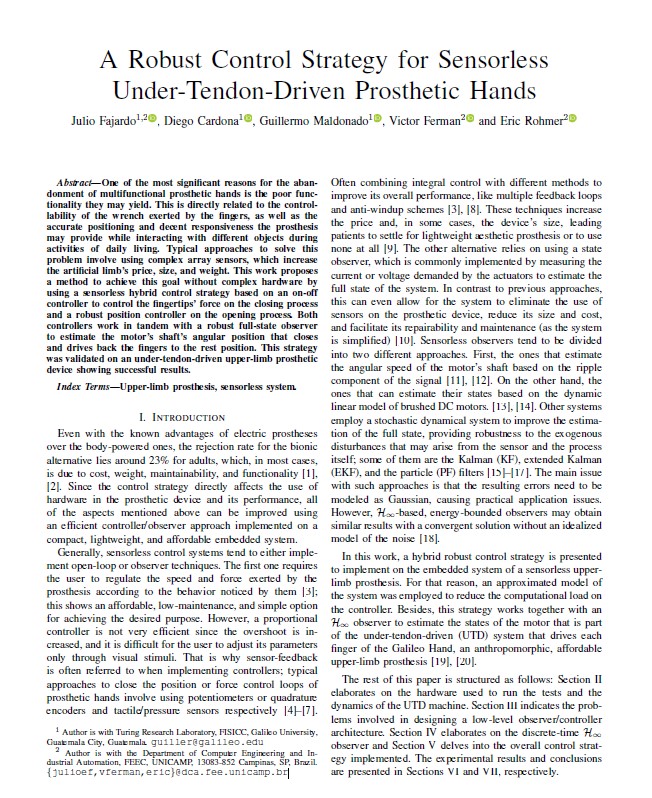 A Robust Control Strategy for Sensorless
Under-Tendon-Driven Prosthetic Hands
Julio Fajardo1,2, Diego Cardona1, Guillermo Maldonado1, Victor Ferman2 and Eric Rohmer2
Abstract—One of the most significant reasons for the aban-
donment of multifunctional prosthetic hands is the poor func-
tionality they may yield. This is directly related to the control-
lability of the wrench exerted by the fingers, as well as the
accurate positioning and decent responsiveness the prosthesis
may provide while interacting with different objects during
activities of daily living. Typical approaches to solve this
problem involve using complex array sensors, which increase
the artificial limb's price, size, and weight. This work proposes
a method to achieve this goal without complex hardware by
using a sensorless hybrid control strategy based on an on-off
controller to control the fingertips' force on the closing process
and a robust position controller on the opening process. Both
controllers work in tandem with a robust full-state observer
to estimate the motor's shaft's angular position that closes
and drives back the fingers to the rest position. This strategy
was validated on an under-tendon-driven upper-limb prosthetic
device showing successful results.
Index Terms—Upper-limb prosthesis, sensorless system.
I. INTRODUCTION
Even with the known advantages of electric prostheses
over the body-powered ones, the rejection rate for the bionic
alternative lies around 23% for adults, which, in most cases,
is due to cost, weight, maintainability, and functionality [1],
[2]. Since the control strategy directly affects the use of
hardware in the prosthetic device and its performance, all
of the aspects mentioned above can be improved using
an efficient controller/observer approach implemented on a
compact, lightweight, and affordable embedded system.
Generally, sensorless control systems tend to either imple-
ment open-loop or observer techniques. The first one requires
the user to regulate the speed and force exerted by the
prosthesis according to the behavior noticed by them [3];
this shows an affordable, low-maintenance, and simple option
for achieving the desired purpose. However, a proportional
controller is not very efficient since the overshoot is in-
creased, and it is difficult for the user to adjust its parameters
only through visual stimuli. That is why sensor-feedback
is often referred to when implementing controllers; typical
approaches to close the position or force control loops of
prosthetic hands involve using potentiometers or quadrature
encoders and tactile/pressure sensors respectively [4]–[7].
1 Author is with Turing Research Laboratory, FISICC, Galileo University,
Guatemala City, Guatemala. guiller@galileo.edu
2 Author is with the Department of Computer Engineering and In-
dustrial Automation, FEEC, UNICAMP, 13083-852 Campinas, SP, Brazil.
{julioef,vferman,eric}@dca.fee.unicamp.br
Often combining integral control with different methods to
improve its overall performance, like multiple feedback loops
and anti-windup schemes [3], [8]. These techniques increase
the price and, in some cases, the device's size, leading
patients to settle for lightweight aesthetic prosthesis or to use
none at all [9]. The other alternative relies on using a state
observer, which is commonly implemented by measuring the
current or voltage demanded by the actuators to estimate the
full state of the system. In contrast to previous approaches,
this can even allow for the system to eliminate the use of
sensors on the prosthetic device, reduce its size and cost,
and facilitate its repairability and maintenance (as the system
is simplified) [10]. Sensorless observers tend to be divided
into two different approaches. First, the ones that estimate
the angular speed of the motor's shaft based on the ripple
component of the signal [11], [12]. On the other hand, the
ones that can estimate their states based on the dynamic
linear model of brushed DC motors. [13], [14]. Other systems
employ a stochastic dynamical system to improve the estima-
tion of the full state, providing robustness to the exogenous
disturbances that may arise from the sensor and the process
itself; some of them are the Kalman (KF), extended Kalman
(EKF), and the particle (PF) filters [15]–[17]. The main issue
with such approaches is that the resulting errors need to be
modeled as Gaussian, causing practical application issues.
However, ℋ∞-based, energy-bounded observers may obtain
similar results with a convergent solution without an idealized
model of the noise [18].
In this work, a hybrid robust control strategy is presented
to implement on the embedded system of a sensorless upper-
limb prosthesis. For that reason, an approximated model of
the system was employed to reduce the computational load on
the controller. Besides, this strategy works together with an
ℋ∞ observer to estimate the states of the motor that is part
of the under-tendon-driven (UTD) system that drives each
finger of the Galileo Hand, an anthropomorphic, affordable
upper-limb prosthesis [19], [20].
The rest of this paper is structured as follows: Section II
elaborates on the hardware used to run the tests and the
dynamics of the UTD machine. Section III indicates the prob-
lems involved in designing a low-level observer/controller
architecture. Section IV elaborates on the discrete-time ℋ∞
observer and Section V delves into the overall control strat-
egy implemented. The experimental results and conclusions
are presented in Sections VI and VII, respectively.